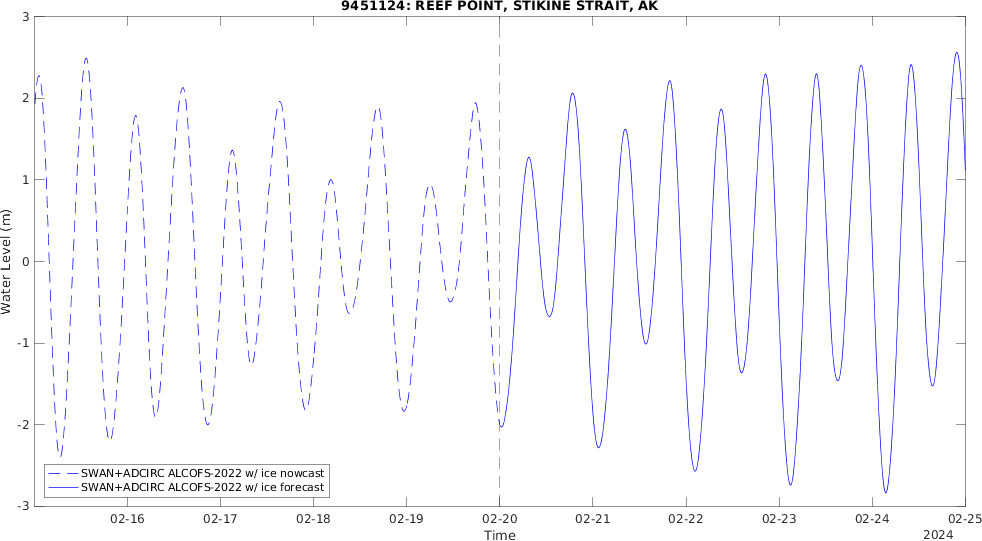 9451124: REEF POINT, STIKINE STRAIT, AK
3
2
1
0
-1
-2
-3
Water Level (m)
SWAN+ADCIRC ALCOFS-2022 w/ ice nowcast
SWAN+ADCIRC ALCOFS-2022 w/ ice forecast
02-16 02-17 02-18 02-19 02-20 02-21 02-22 02-23 02-24 02-25
Time
2024